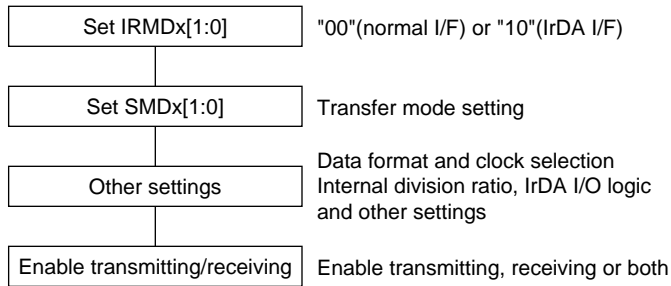 Set IRMDx[1:0] "00"(normal I/F) or "10"(IrDA I/F)
Set SMDx[1:0] Transfer mode setting
Other settings
Data format and clock selection
Internal division ratio, IrDA I/O logic
and other settings
Enable transmitting/receiving Enable transmitting, receiving or both